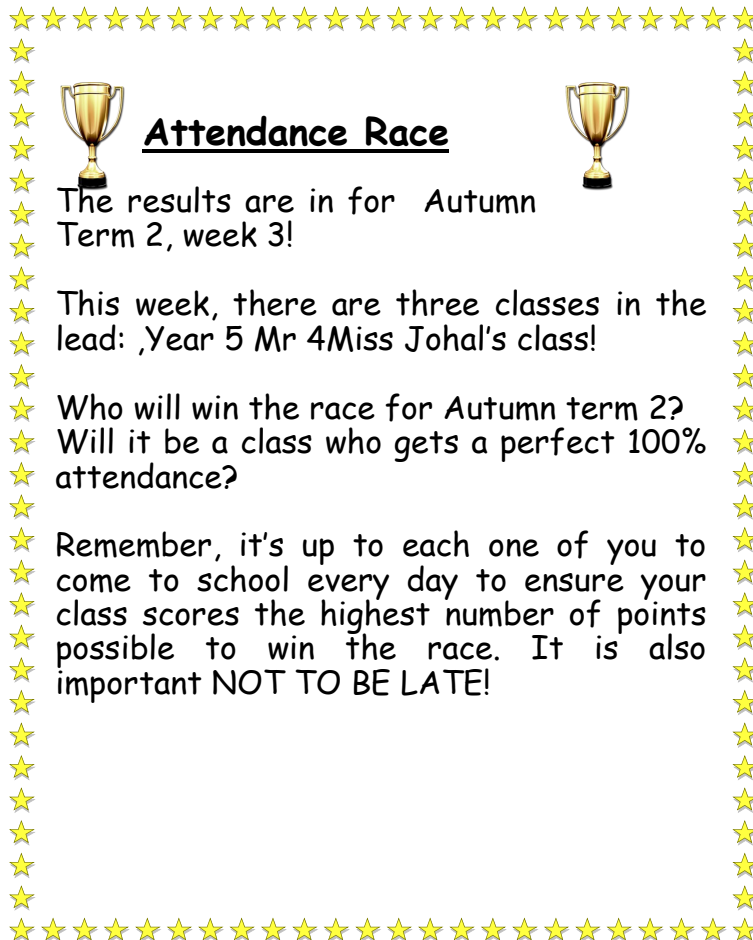 Attendance Race
The results are in for Autumn
Term 2, week 3!
This week, there are three classes in the
lead: ,Year 5 Mr 4Miss Johal's class!
Who will win the race for Autumn term 2?
Will it be a class who gets a perfect 100%
attendance?
Remember, it's up to each one of you to
come to school every day to ensure your
class scores the highest number of points
possible to win the race. It is also
important NOT TO BE LATE!